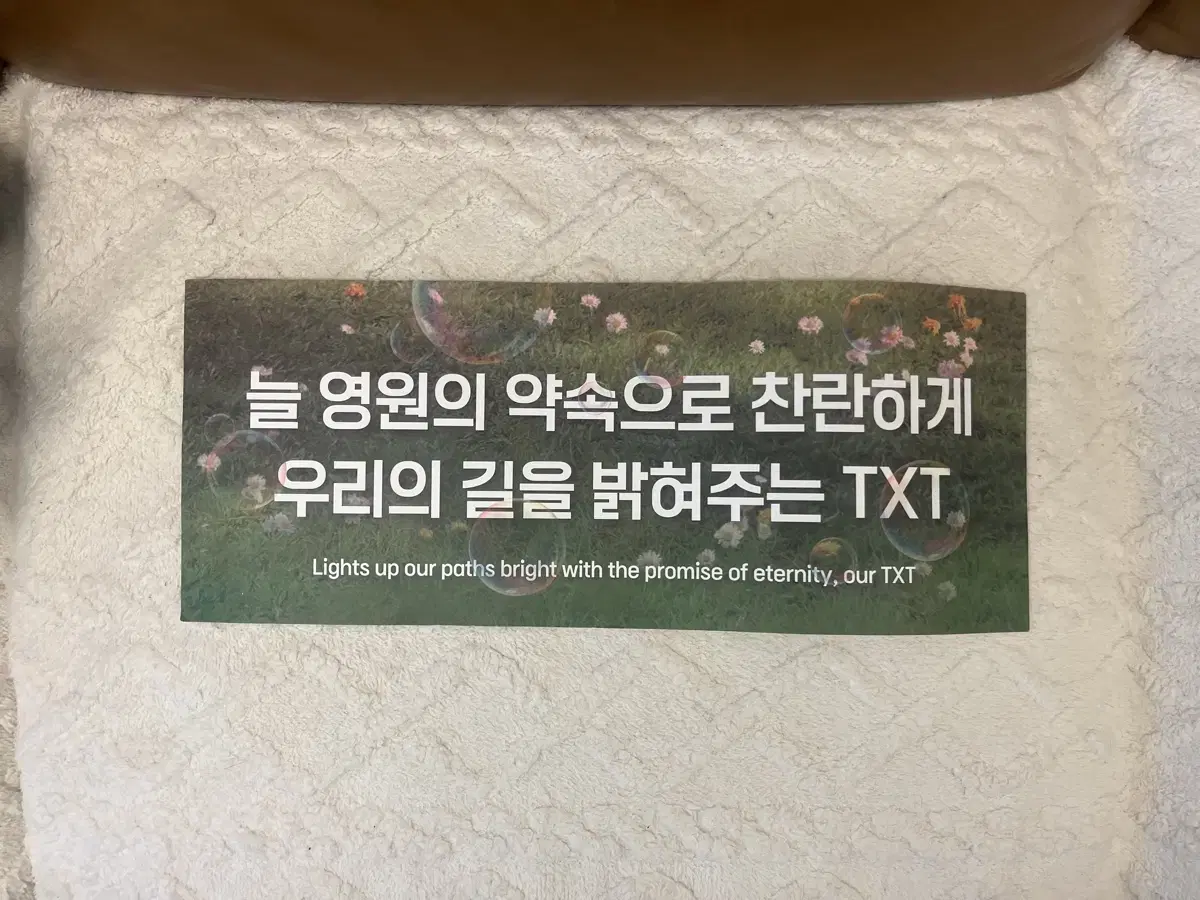 늘 영원의 약속으로 찬란하게
우리의 길을 밝혀주는 TXT
Lights up our paths bright with the promise of eternity, our TXT